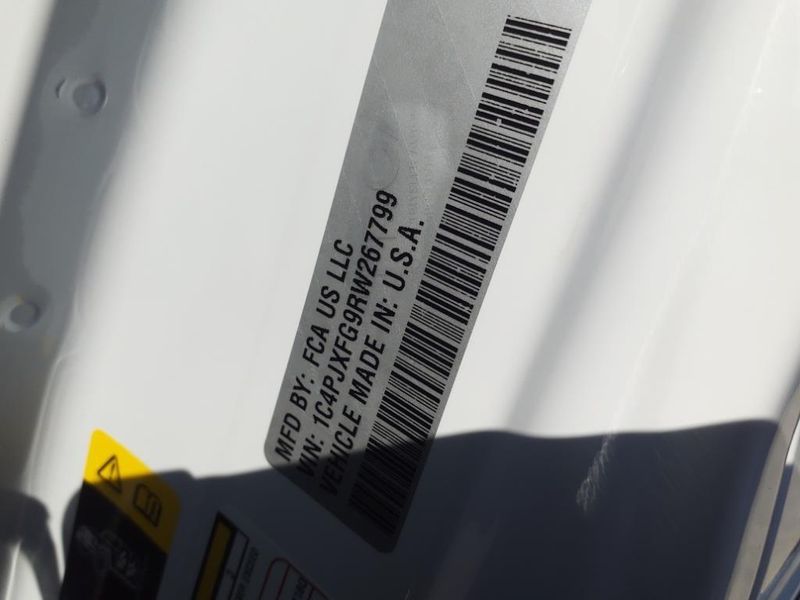 MFD BY: FCA US LLC
VIN: 1C4PJXFG9RW267799
VEHICLE MADE IN: U.S.A.